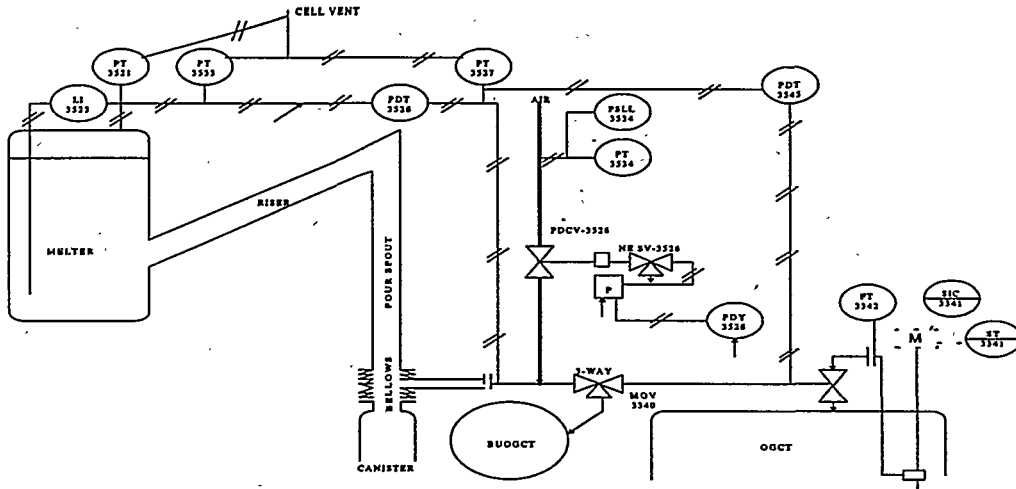 CELL VENT
PT
3521
PT
3533
PT
3527
LI
3523
PDT
3526
PDT
3545
AIR
PSLL
3534
PT
3534
RISER
MELTER
POUR SPOUT
PDCV-3526
NE SV-3526
P
PDY
3526
FT
3342
SIC
3341
ST
3341
M
3-WAY
MOV
3340
BELLOWS
BUOGCT
OGCT
CANISTER